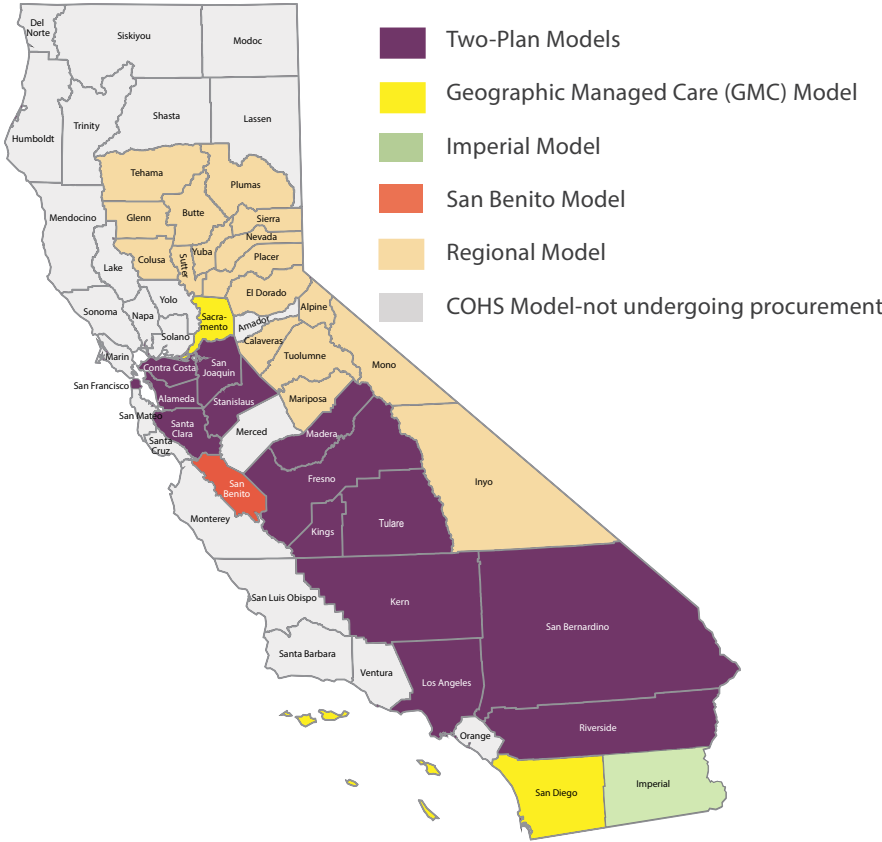 Del
Norte
Siskiyou
Modoc
Two-Plan Models
Geographic Managed Care (GMC) Model
Imperial Model
San Benito Model
Regional Model
COHS Model-not undergoing procurement
Humboldt
Trinity
Shasta
Lassen
Tehama
Plumas
Mendocino
Glenn
Butte
Sierra
Nevada
Yuba
Placer
Colusa
Sutter
Lake
El Dorado
Yolo
Sonoma
Napa
Sacra-
mento
Alpine
Amador
Solano
Calaveras
Marin
Tuolumne
Contra Costa
San
Joaquin
Mono
San Francisco
Alameda
Stanislaus
Mariposa
San Mateo
Santa
Clara
Merced
Madera
Santa
Cruz
San
Benito
Fresno
Inyo
Monterey
Kings
Tulare
San Luis Obispo
Kern
San Bernardino
Santa Barbara
Ventura
Los Angeles
Orange
Riverside
San Diego
Imperial